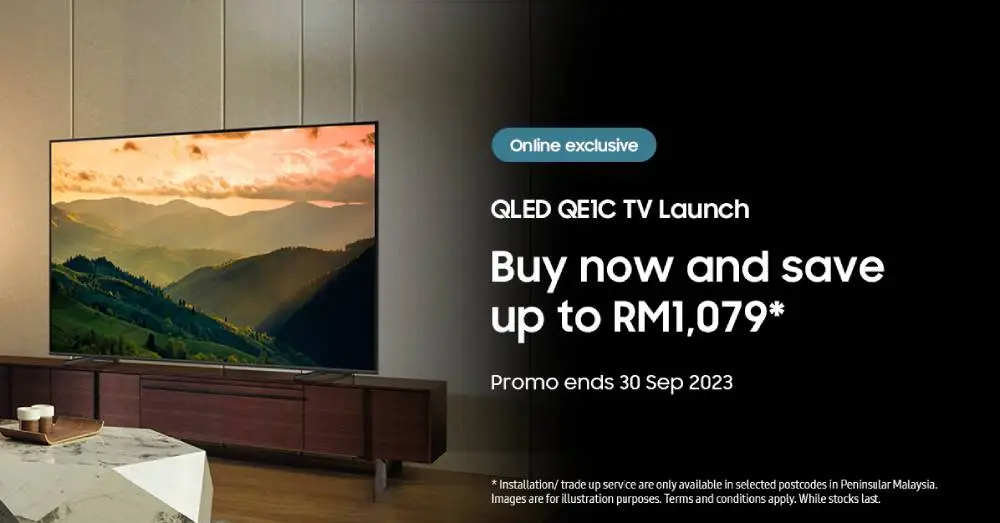 Online exclusive
QLED QE1C TV Launch
Buy now and save
up to RM1,079*
Promo ends 30 Sep 2023
* Installation/ trade up service are only available in selected postcodes in Peninsular Malaysia.
Images are for illustration purposes. Terms and conditions apply. While stocks last.